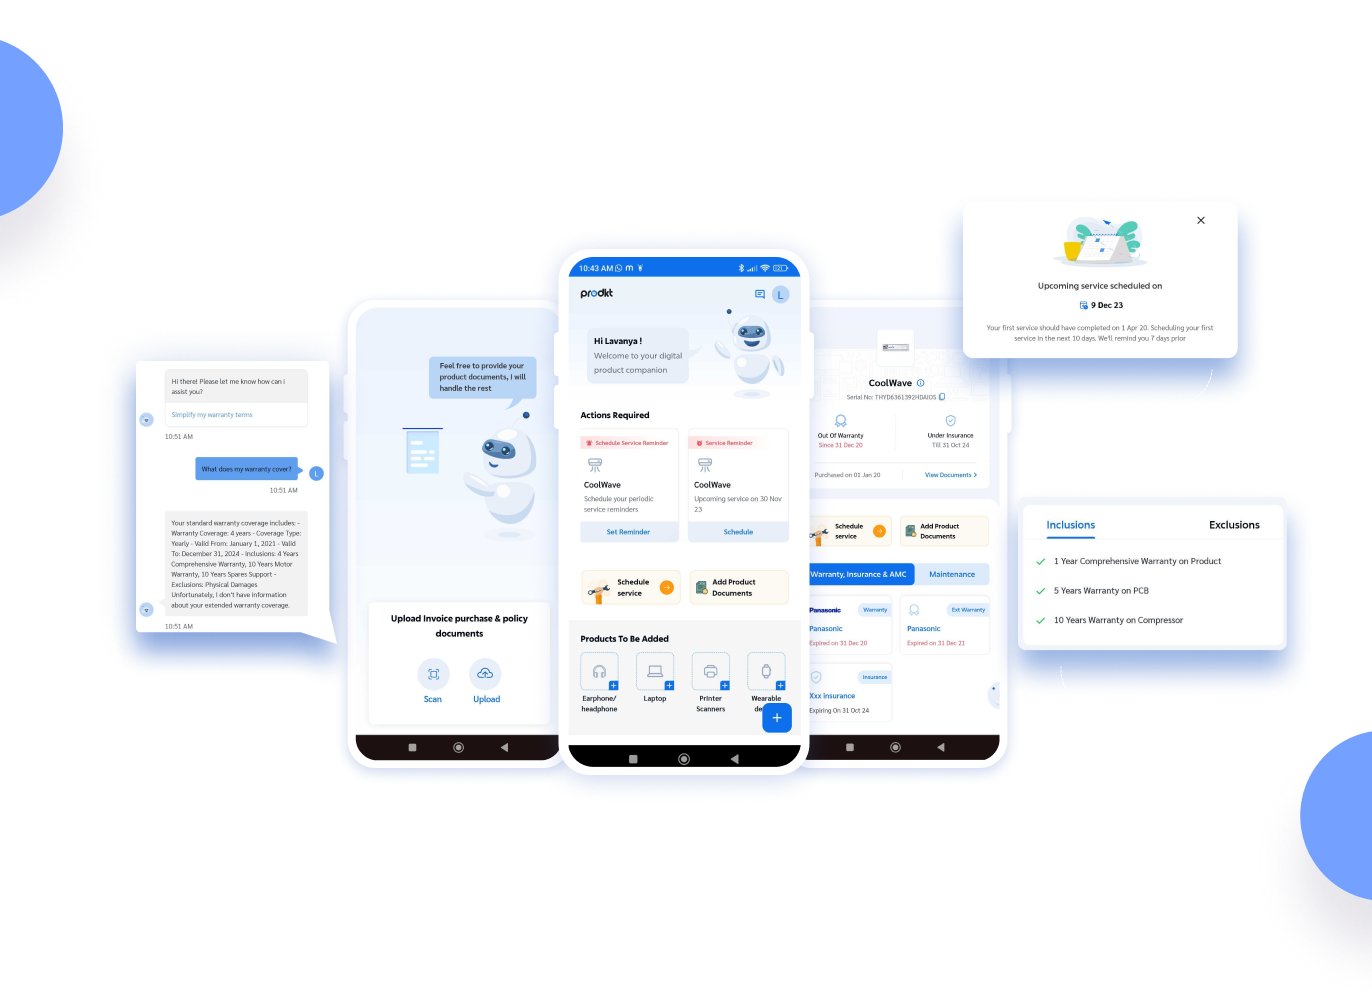 Hi there! Please let me know how can i
assist you?
Simplify my warranty terms
10:51 AM
What does my warranty cover?
L
10:51 AM
Your standard warranty coverage includes: -
Warranty Coverage: 4 years - Coverage Type:
Yearly - Valid From: January 1, 2021 - Valid
To: December 31, 2024 - Inclusions: 4 Years
Comprehensive Warranty, 10 Years Motor
Warranty, 10 Years Spares Support -
Exclusions: Physical Damages
Unfortunately, I don't have information
about your extended warranty coverage.
10:51 AM
Feel free to provide your
product documents, I will
handle the rest
Upload Invoice purchase & policy
documents
Scan
Upload
10:43 AM
prodkt
L
Hi Lavanya !
Welcome to your digital
product companion
Actions Required
Schedule Service Reminder
CoolWave
Schedule your periodic
service reminders
Set Reminder
Service Reminder
CoolWave
Upcoming service on 30 Nov
23
Schedule
Schedule
service
Add Product
Documents
Products To Be Added
Earphone/
headphone
Laptop
Printer
Scanners
Wearable
CoolWave
Serial No: THYD6361392HDAIOS
Out Of Warranty
Since 31 Dec 20
Under Insurance
Till 31 Oct 24
Purchased on 01 Jan 20
View Documents >
Schedule
service
Add Product
Documents
Warranty, Insurance & AMC
Maintenance
Panasonic
Warranty
Panasonic
Expired on 31 Dec 20
Ext Warranty
Panasonic
Expired on 31 Dec 21
Insurance
Xxx insurance
Expiring On 31 Oct 24
Upcoming service scheduled on
9 Dec 23
Your first service should have completed on 1 Apr 20. Scheduling your first
service in the next 10 days. We'll remind you 7 days prior
Inclusions
Exclusions
1 Year Comprehensive Warranty on Product
5 Years Warranty on PCB
10 Years Warranty on Compressor